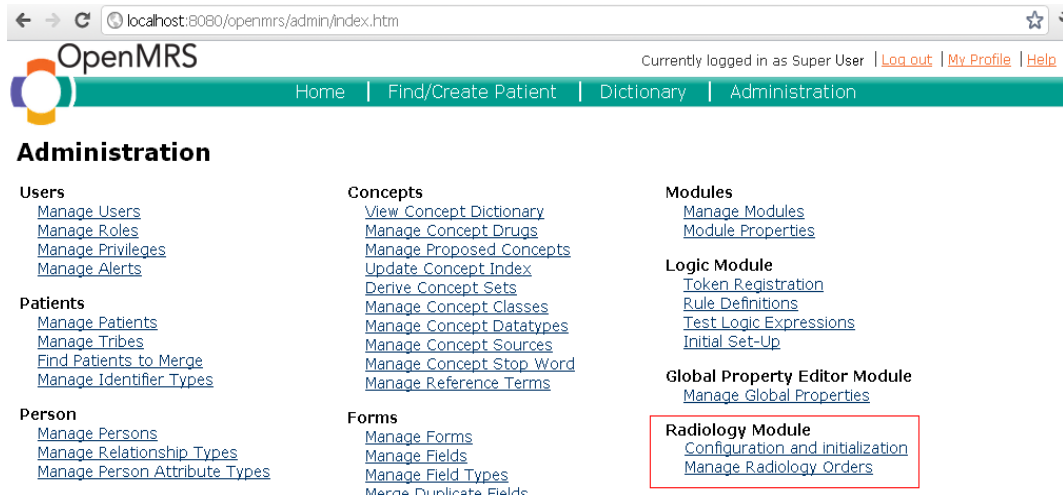 localhost:8080/openmrs/admin/index.htm
OpenMRS
Currently logged in as Super User | Log out | My Profile | Help
Home | Find/Create Patient | Dictionary | Administration
Administration
Users
Manage Users
Manage Roles
Manage Privileges
Manage Alerts
Patients
Manage Patients
Manage Tribes
Find Patients to Merge
Manage Identifier Types
Person
Manage Persons
Manage Relationship Types
Manage Person Attribute Types
Concepts
View Concept Dictionary
Manage Concept Drugs
Manage Proposed Concepts
Update Concept Index
Derive Concept Sets
Manage Concept Classes
Manage Concept Datatypes
Manage Concept Sources
Manage Concept Stop Word
Manage Reference Terms
Forms
Manage Forms
Manage Fields
Manage Field Types
Merge Duplicate Fields
Modules
Manage Modules
Module Properties
Logic Module
Token Registration
Rule Definitions
Test Logic Expressions
Initial Set-Up
Global Property Editor Module
Manage Global Properties
Radiology Module
Configuration and initialization
Manage Radiology Orders